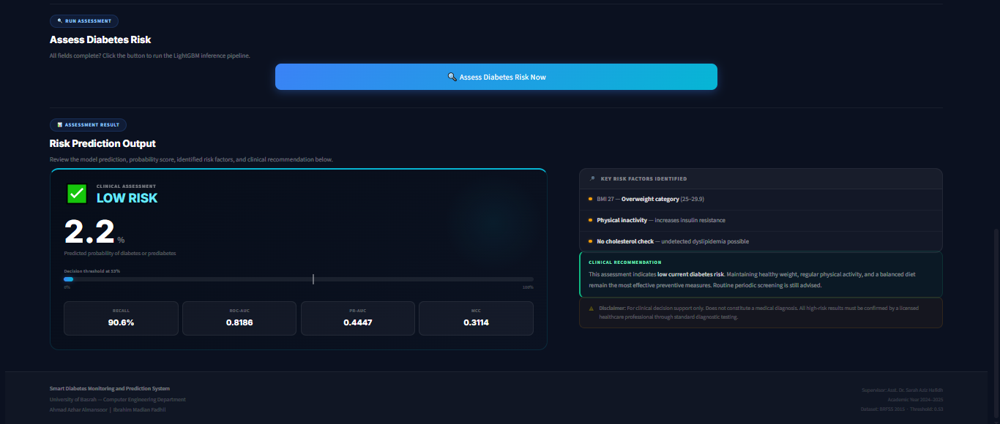 RUN ASSESSMENT
Assess Diabetes Risk
All fields complete? Click the button to run the LightGBM inference pipeline.
Assess Diabetes Risk Now
ASSESSMENT RESULT
Risk Prediction Output
Review the model prediction, probability score, identified risk factors, and clinical recommendation below.
CLINICAL ASSESSMENT
LOW RISK
2.2 %
Predicted probability of diabetes or prediabetes
Decision threshold at 53%
0% 100%
RECALL
90.6%
ROC-AUC
0.8186
PR-AUC
0.4447
MCC
0.3114
KEY RISK FACTORS IDENTIFIED
BMI 27 — Overweight category (25–29.9)
Physical inactivity — increases insulin resistance
No cholesterol check — undetected dyslipidemia possible
CLINICAL RECOMMENDATION
This assessment indicates low current diabetes risk. Maintaining healthy weight, regular physical activity, and a balanced diet
remain the most effective preventive measures. Routine periodic screening is still advised.
Disclaimer: For clinical decision support only. Does not constitute a medical diagnosis. All high-risk results must be confirmed by a licensed
healthcare professional through standard diagnostic testing.
Smart Diabetes Monitoring and Prediction System
University of Basrah — Computer Engineering Department
Ahmad Azhar Almansoor | Ibrahim Madlan Fadhil
Supervisor: Asst. Dr. Sarah Aziz
Academic Year 2024–2025
Dataset: BRFSS 2015 · Threshold: 0.53